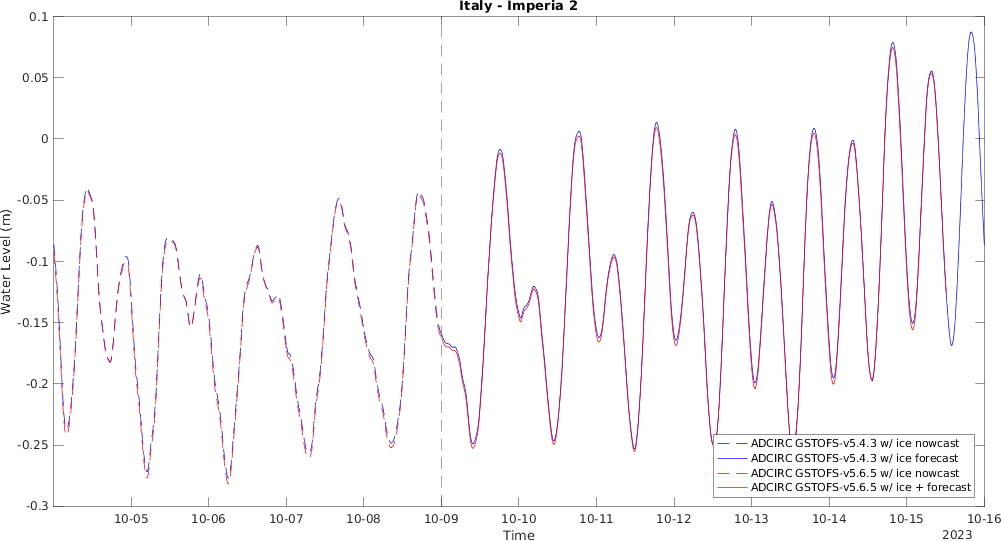 Italy - Imperia 2
0.1
0.05
0
-0.05
-0.1
-0.15
-0.2
-0.25
-0.3
Water Level (m)
ADCIRC GSTOFS-v5.4.3 w/ ice nowcast
ADCIRC GSTOFS-v5.4.3 w/ ice forecast
ADCIRC GSTOFS-v5.6.5 w/ ice nowcast
ADCIRC GSTOFS-v5.6.5 w/ ice + forecast
10-05 10-06 10-07 10-08 10-09 10-10 10-11 10-12 10-13 10-14 10-15 10-16
Time
2023